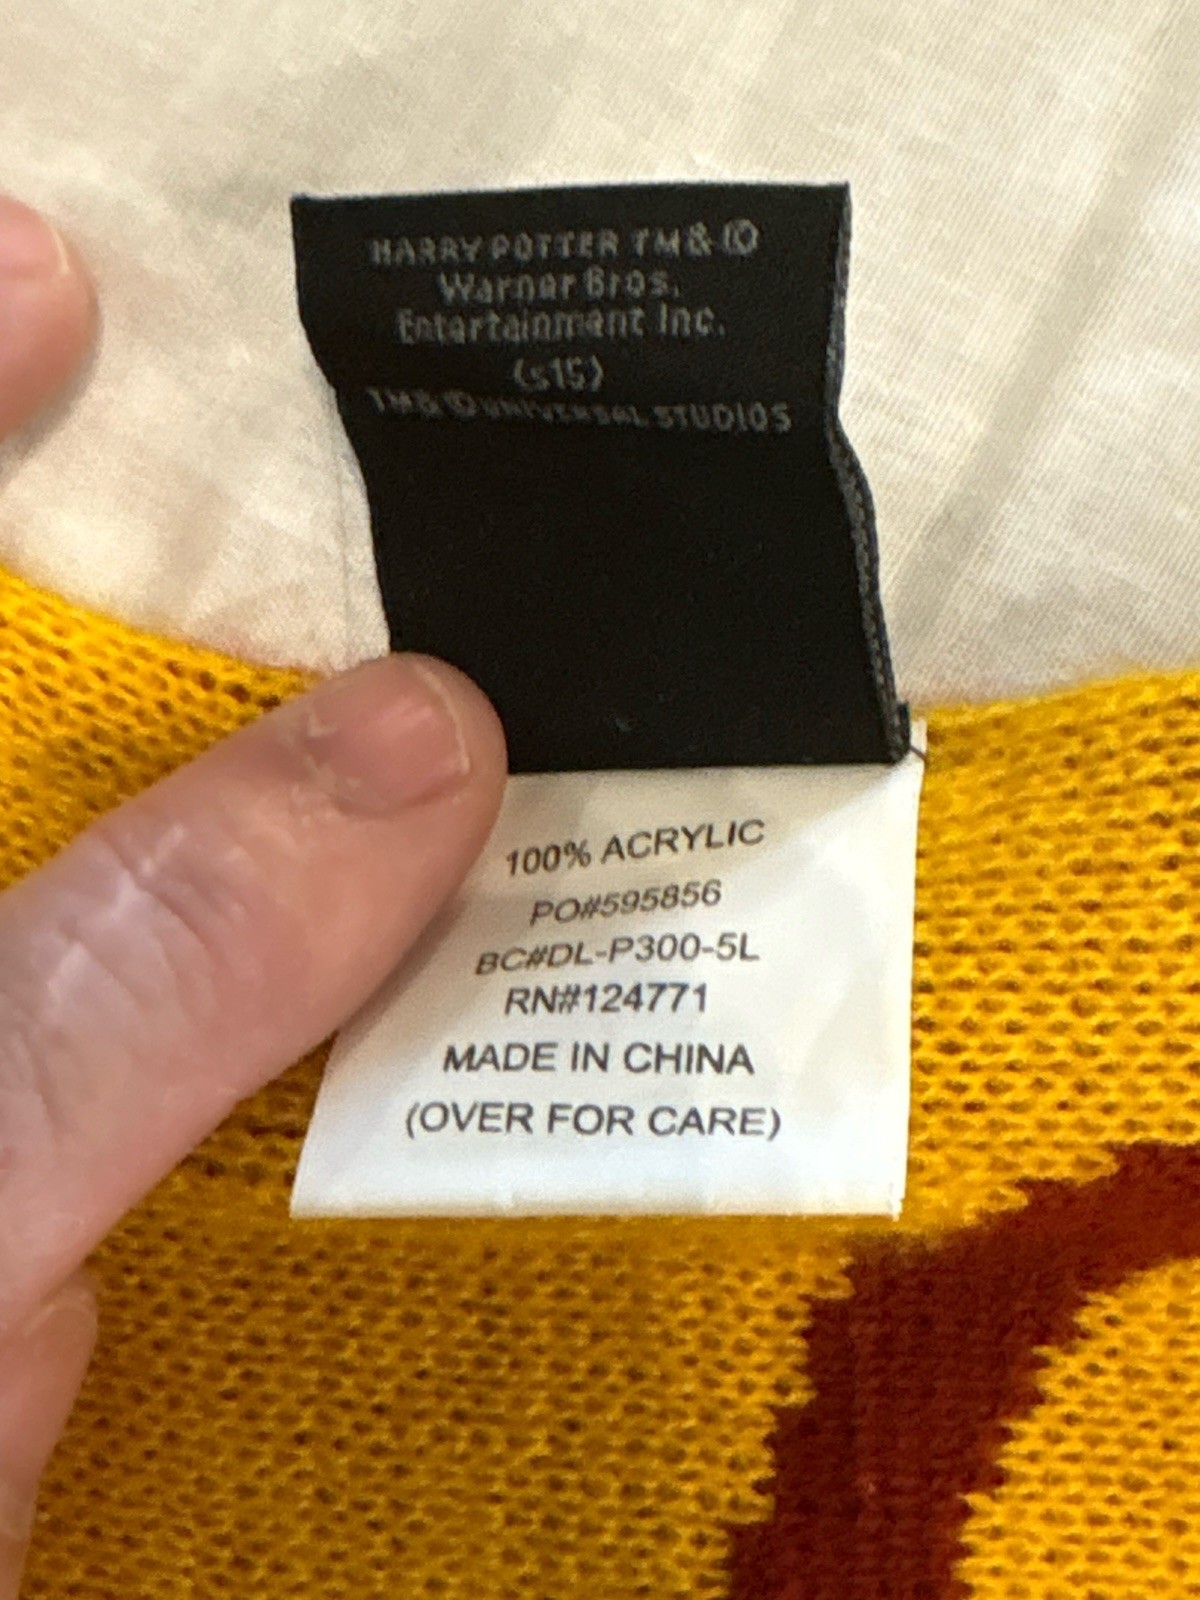 HARRY POTTER TM & ©
Warner Bros.
Entertainment Inc.
(s15)
TM& © UNIVERSAL STUDIOS
100% ACRYLIC
PO#595856
BC#DL-P300-5L
RN#124771
MADE IN CHINA
(OVER FOR CARE)